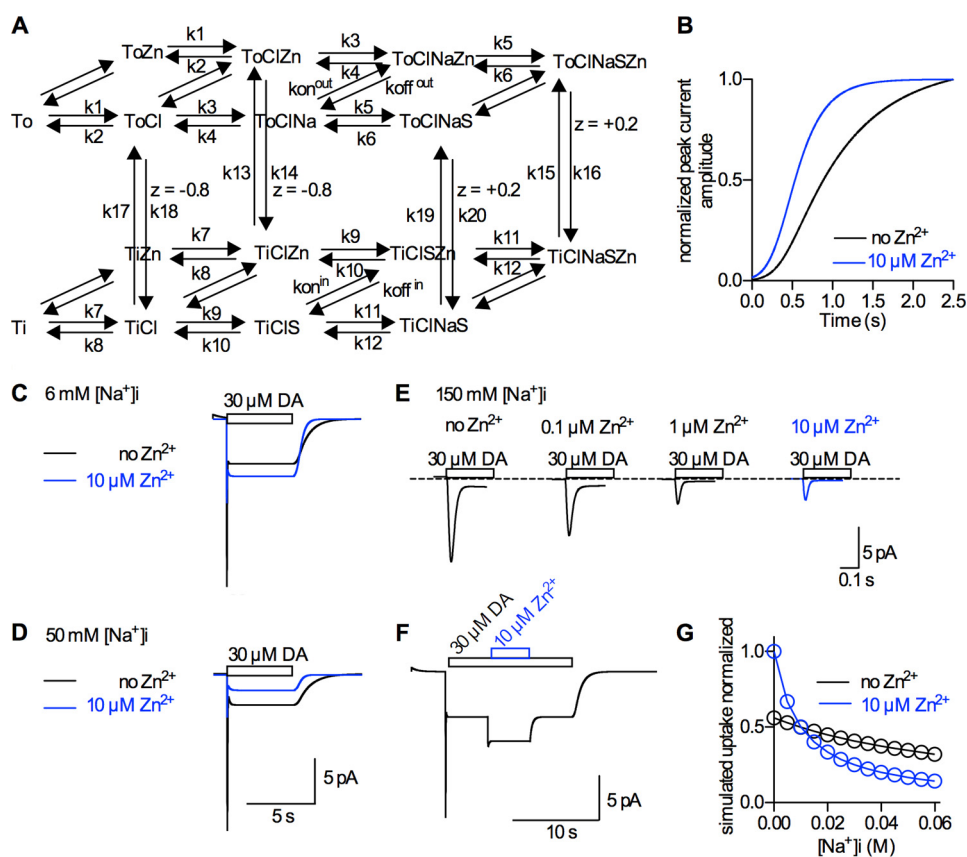 A
ToZn k1 ToClZn k3 ToClNaZn k5 ToClNaSZn
k2 k4 k6
konout koffout
To k1 ToCl k3 ToClNa k5 ToClNaS
k2 k4 k6
z = +0.2
k13 k14 k15 k16
z = -0.8 z = -0.8 z = +0.2
k17 k18 k19 k20
TiZn k7 TiClZn k9 TiClSZn k11 TiClNaSZn
k8 k10 k12
konin koffin
Ti k7 TiCl k9 TiClS k11 TiClNaS
k8 k10 k12
B
normalized peak current
amplitude
1.0
0.5
0.0
no Zn2+
10 µM Zn2+
0.0 0.5 1.0 1.5 2.0 2.5
Time (s)
C 6 mM [Na+]i
30 µM DA
no Zn2+
10 µM Zn2+
D 50 mM [Na+]i
30 µM DA
no Zn2+
10 µM Zn2+
5 pA
5 s
E 150 mM [Na+]i
no Zn2+ 0.1 µM Zn2+ 1 µM Zn2+ 10 µM Zn2+
30 µM DA 30 µM DA 30 µM DA 30 µM DA
5 pA
0.1 s
F
30 µM DA
10 µM Zn2+
5 pA
10 s
G
simulated uptake normalized
1.0
0.5
0.0
no Zn2+
10 µM Zn2+
0.00 0.02 0.04 0.06
[Na+]i (M)